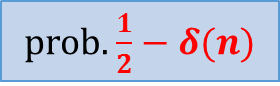 prob. 1/2 − δ(n)